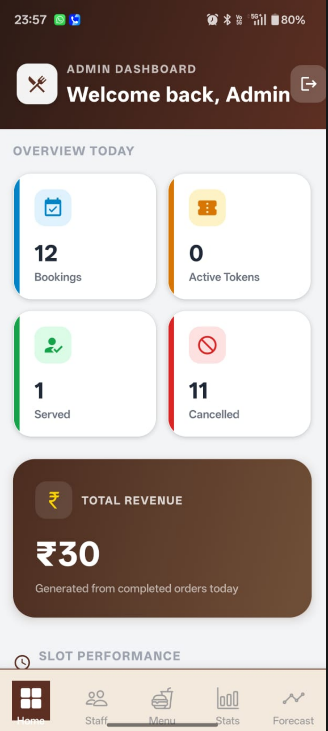 23:57 80%
ADMIN DASHBOARD
Welcome back, Admin
OVERVIEW TODAY
12
Bookings
0
Active Tokens
1
Served
11
Cancelled
₹ TOTAL REVENUE
₹30
Generated from completed orders today
SLOT PERFORMANCE
Home Staff Menu Stats Forecast